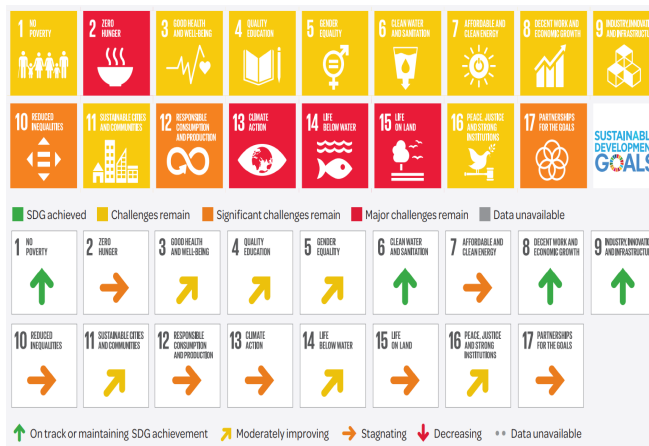 1 NO POVERTY
2 ZERO HUNGER
3 GOOD HEALTH AND WELL-BEING
4 QUALITY EDUCATION
5 GENDER EQUALITY
6 CLEAN WATER AND SANITATION
7 AFFORDABLE AND CLEAN ENERGY
8 DECENT WORK AND ECONOMIC GROWTH
9 INDUSTRY, INNOVATI AND INFRASTRUCT
10 REDUCED INEQUALITIES
11 SUSTAINABLE CITIES AND COMMUNITIES
12 RESPONSIBLE CONSUMPTION AND PRODUCTION
13 CLIMATE ACTION
14 LIFE BELOW WATER
15 LIFE ON LAND
16 PEACE, JUSTICE AND STRONG INSTITUTIONS
17 PARTNERSHIPS FOR THE GOALS
SUSTAINABL
DEVELOPMEN
GOALS
SDG achieved Challenges remain Significant challenges remain Major challenges remain Data unavailable
1 NO POVERTY
2 ZERO HUNGER
3 GOOD HEALTH AND WELL-BEING
4 QUALITY EDUCATION
5 GENDER EQUALITY
6 CLEAN WATER AND SANITATION
7 AFFORDABLE AND CLEAN ENERGY
8 DECENT WORK AND ECONOMIC GROWTH
9 INDUSTRY, INNOVATI AND INFRASTRUCTU
10 REDUCED INEQUALITIES
11 SUSTAINABLE CITIES AND COMMUNITIES
12 RESPONSIBLE CONSUMPTION AND PRODUCTION
13 CLIMATE ACTION
14 LIFE BELOW WATER
15 LIFE ON LAND
16 PEACE, JUSTICE AND STRONG INSTITUTIONS
17 PARTNERSHIPS FOR THE GOALS
On track or maintaining SDG achievement Moderately improving Stagnating Decreasing Data unavailable